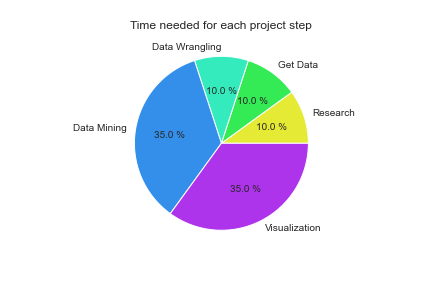 Time needed for each project step
Data Wrangling
Get Data
10.0 %
10.0 %
Research
10.0 %
Data Mining
35.0 %
35.0 %
Visualization